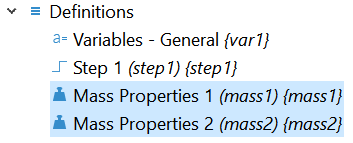 Definitions
a= Variables - General {var1}
Step 1 (step1) {step1}
Mass Properties 1 (mass1) {mass1}
Mass Properties 2 (mass2) {mass2}